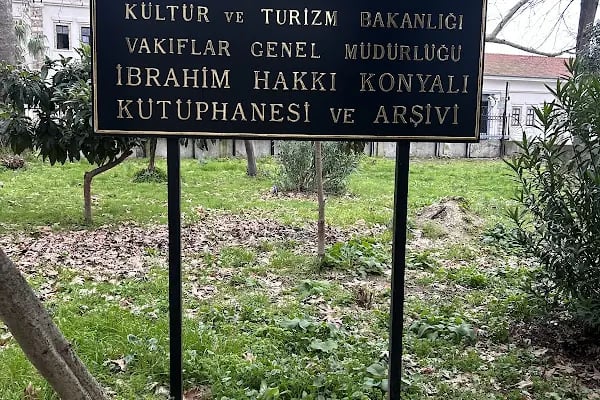 KÜLTÜR VE TURİZM BAKANLIĞI
VAKIFLAR GENEL MÜDÜRLÜĞÜ
İBRAHİM HAKKI KONYALI
KÜTÜPHANESİ VE ARŞİVİ